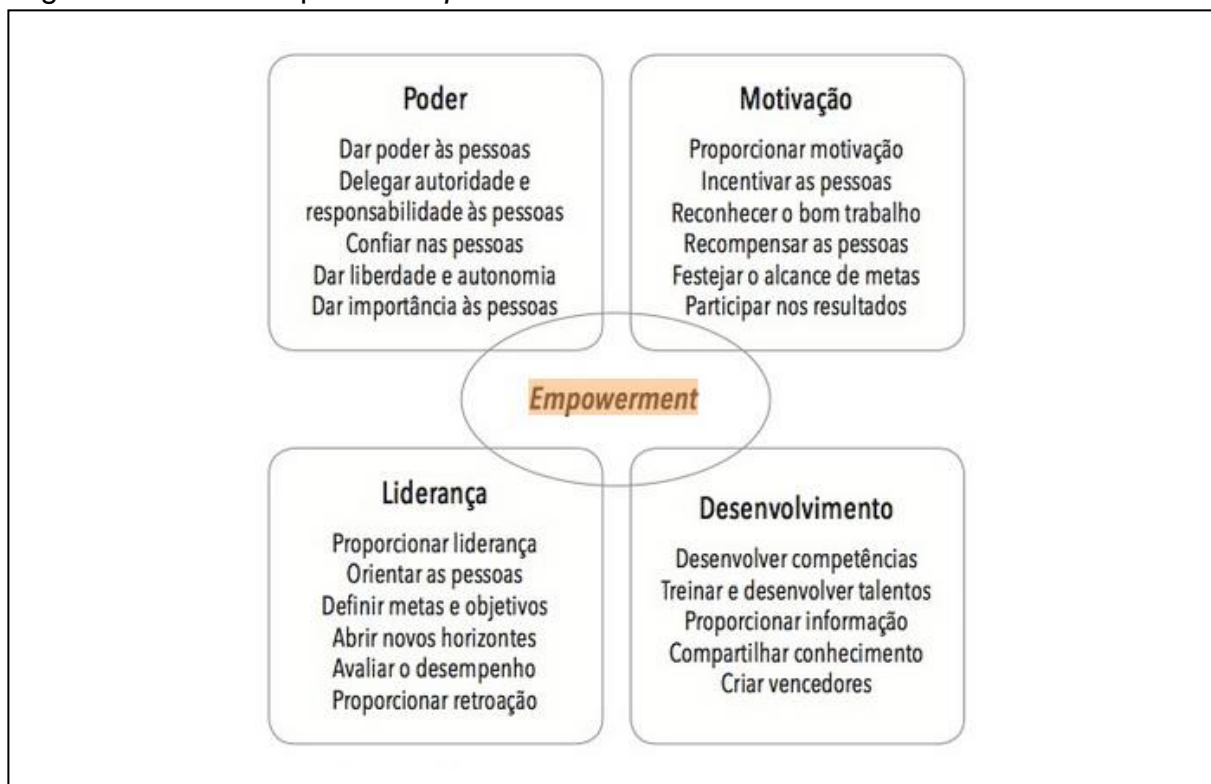 Poder
Dar poder às pessoas
Delegar autoridade e
responsabilidade às pessoas
Confiar nas pessoas
Dar liberdade e autonomia
Dar importância às pessoas
Motivação
Proporcionar motivação
Incentivar as pessoas
Reconhecer o bom trabalho
Recompensar as pessoas
Festejar o alcance de metas
Participar nos resultados
Empowerment
Liderança
Proporcionar liderança
Orientar as pessoas
Definir metas e objetivos
Abrir novos horizontes
Avaliar o desempenho
Proporcionar retroação
Desenvolvimento
Desenvolver competências
Treinar e desenvolver talentos
Proporcionar informação
Compartilhar conhecimento
Criar vencedores